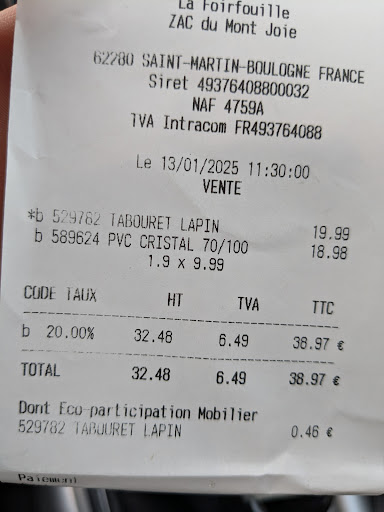 La Foirfouille
ZAC du Mont Joie
62280 SAINT-MARTIN-BOULOGNE FRANCE
Siret 49376408800032
NAF 4759A
TVA Intracom FR493764088
Le 13/01/2025 11:30:00
VENTE
*b 529782 TABOURET LAPIN 19.99
b 589624 PVC CRISTAL 70/100 18.98
1.9 x 9.99
CODE TAUX HT TVA TTC
b 20.00% 32.48 6.49 38.97 €
TOTAL 32.48 6.49 38.97 €
Dont Eco-participation Mobilier
529782 TABOURET LAPIN 0.46 €
Paiement